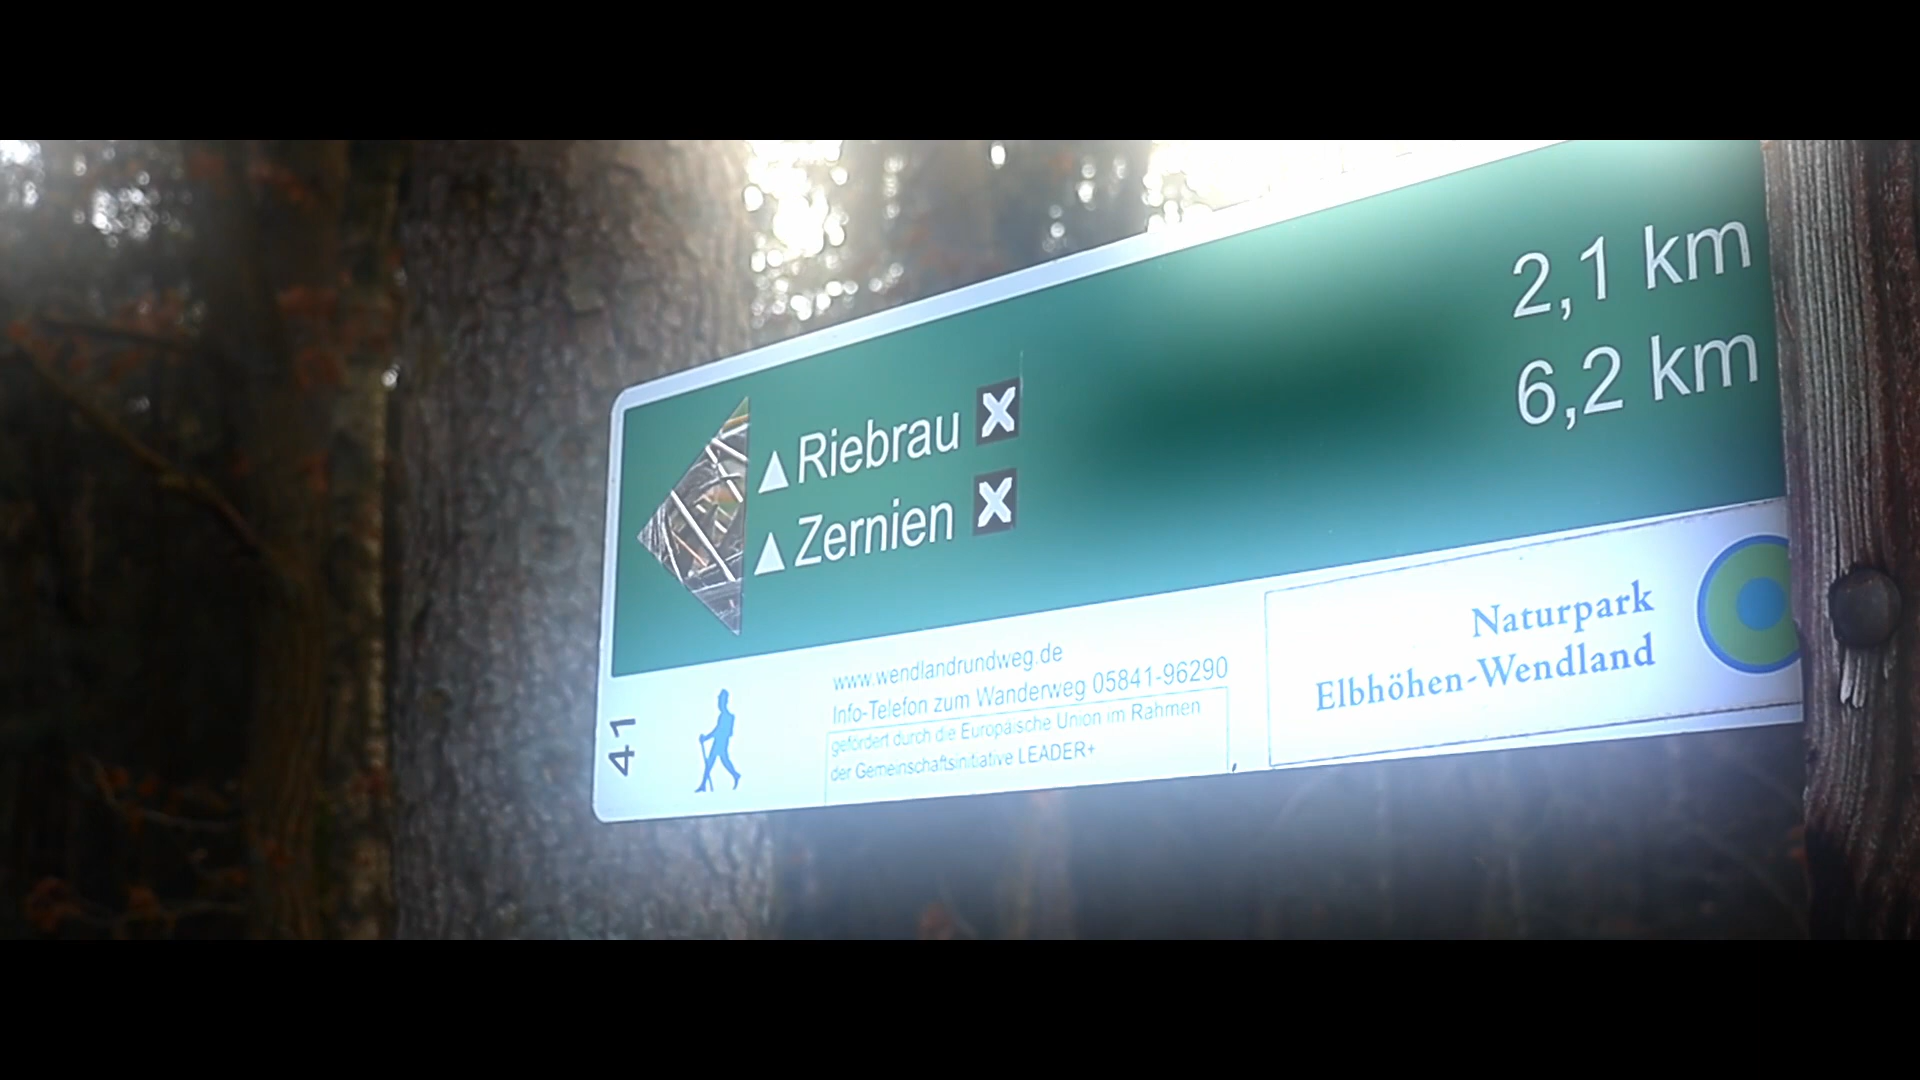 Riebrau X 2,1 km
Zernien X 6,2 km
www.wendlandrundweg.de
Info-Telefon zum Wanderweg 05841-96290
gefördert durch die Europäische Union im Rahmen
der Gemeinschaftsinitiative LEADER+
41
Naturpark
Elbhöhen-Wendland